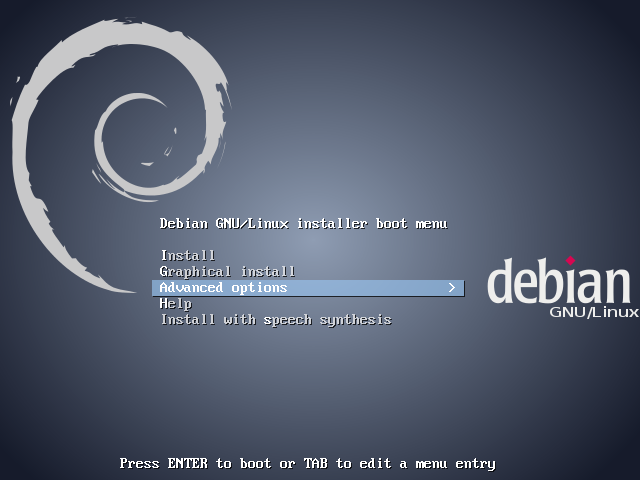 Debian GNU/Linux installer boot menu
Install
Graphical install
Advanced options >
Help
Install with speech synthesis
debian
GNU/Linux
Press ENTER to boot or TAB to edit a menu entry